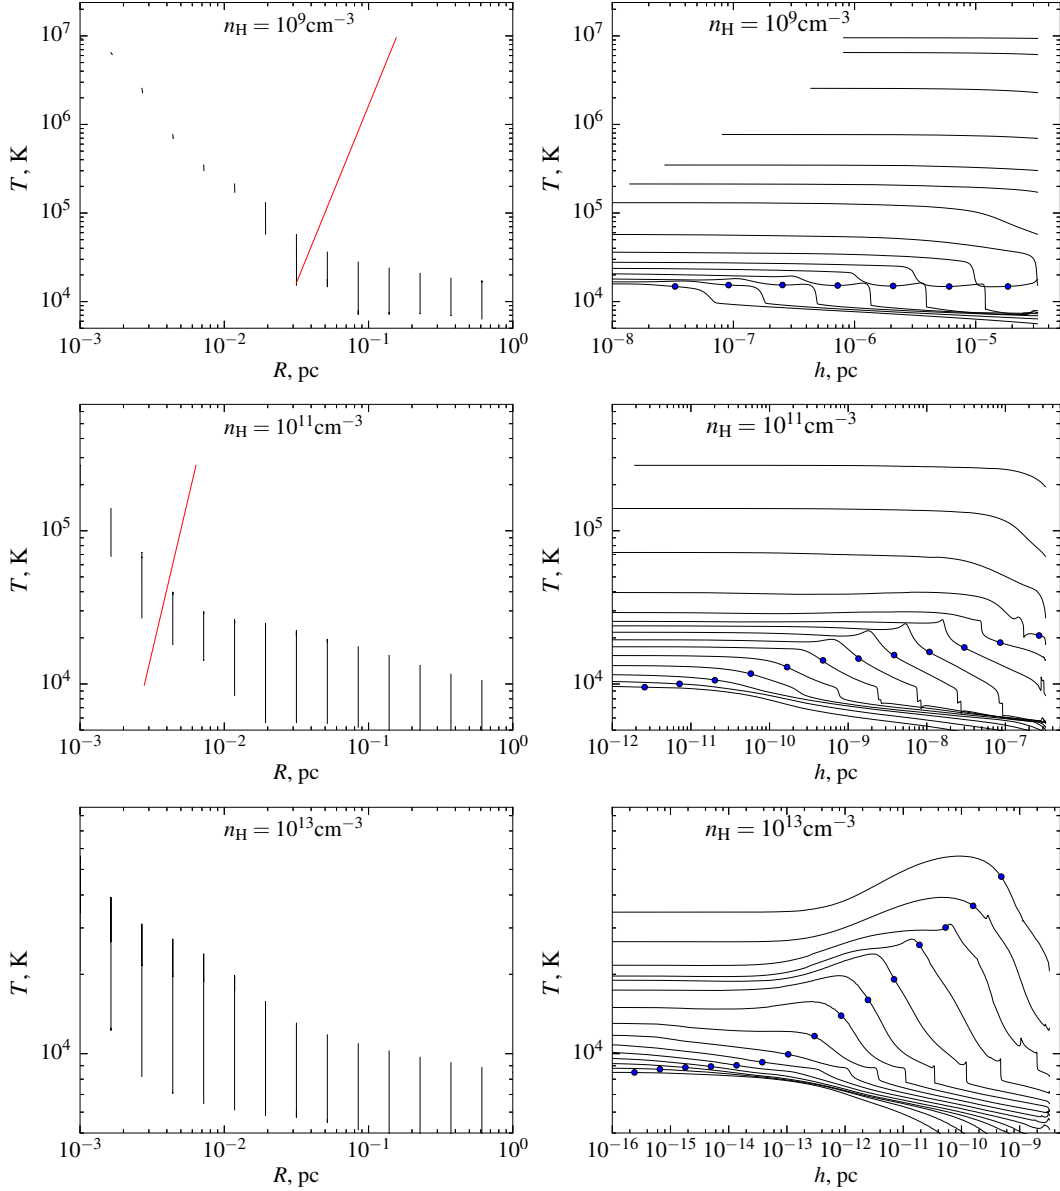 n_H = 10^9 cm^−3
n_H = 10^9 cm^−3
10^7
10^6
10^5
10^4
T, K
10^−3
10^−2
10^−1
10^0
R, pc
10^7
10^6
10^5
10^4
T, K
10^−8
10^−7
10^−6
10^−5
h, pc
n_H = 10^11 cm^−3
n_H = 10^11 cm^−3
10^5
10^4
T, K
10^−3
10^−2
10^−1
10^0
R, pc
10^5
10^4
T, K
10^−12
10^−11
10^−10
10^−9
10^−8
10^−7
h, pc
n_H = 10^13 cm^−3
n_H = 10^13 cm^−3
10^4
T, K
10^−3
10^−2
10^−1
10^0
R, pc
10^4
T, K
10^−16
10^−15
10^−14
10^−13
10^−12
10^−11
10^−10
10^−9
h, pc